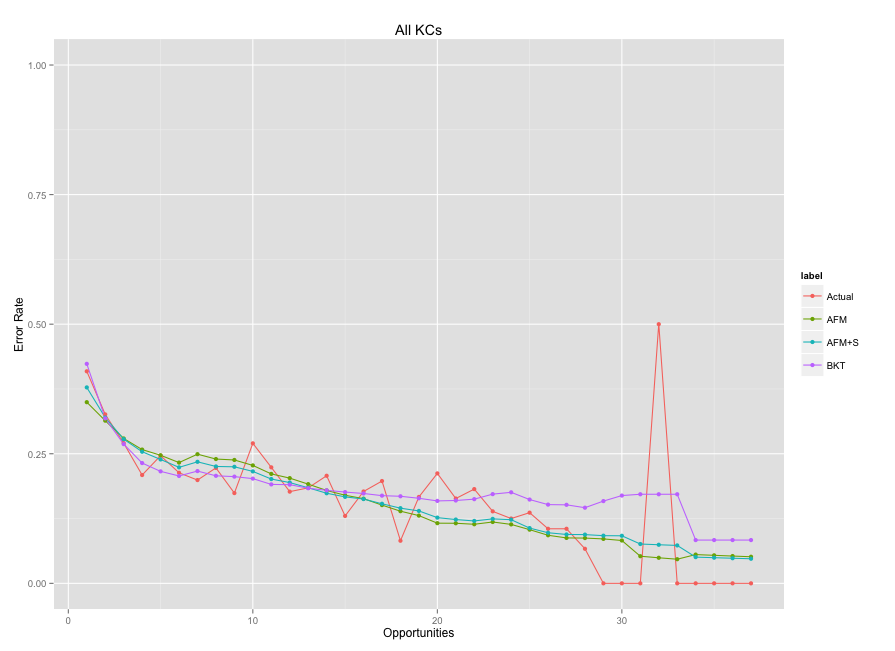 All KCs
1.00
0.75
0.50
0.25
0.00
Error Rate
0 10 20 30
Opportunities
label
Actual
AFM
AFM+S
BKT